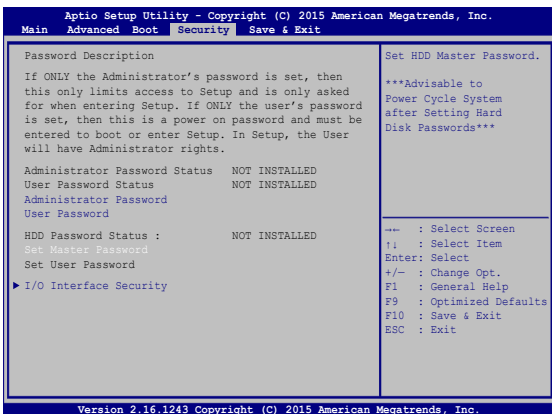 Aptio Setup Utility - Copyright (C) 2015 American Megatrends, Inc.
Main Advanced Boot Security Save & Exit
Password Description
If ONLY the Administrator's password is set, then
this only limits access to Setup and is only asked
for when entering Setup. If ONLY the user's password
is set, then this is a power on password and must be
entered to boot or enter Setup. In Setup, the User
will have Administrator rights.
Administrator Password Status NOT INSTALLED
User Password Status NOT INSTALLED
Administrator Password
User Password
HDD Password Status : NOT INSTALLED
Set Master Password
Set User Password
I/O Interface Security
Set HDD Master Password.
***Advisable to
Power Cycle System
after Setting Hard
Disk Passwords***
→← : Select Screen
↑↓ : Select Item
Enter: Select
+/— : Change Opt.
F1 : General Help
F9 : Optimized Defaults
F10 : Save & Exit
ESC : Exit
Version 2.16.1243 Copyright (C) 2015 American Megatrends, Inc.